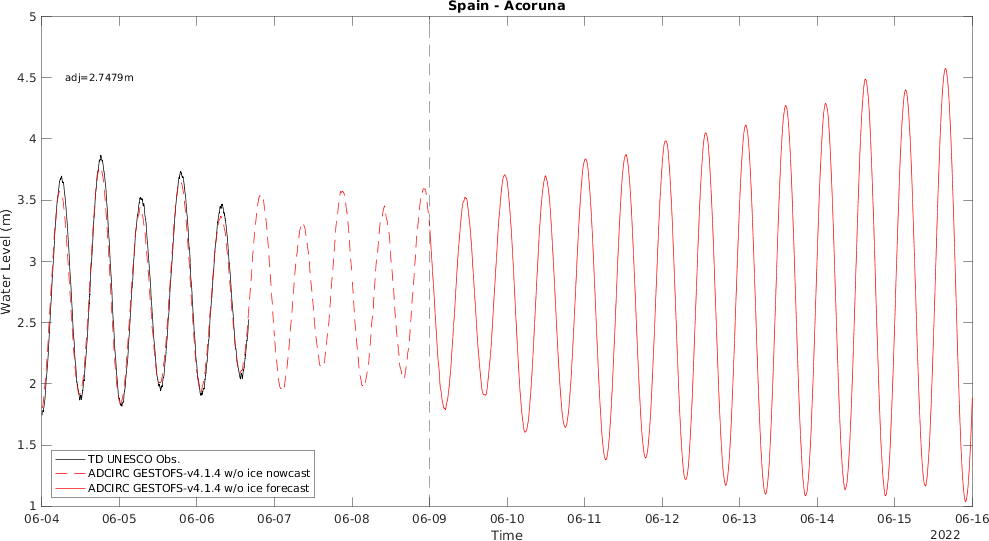 Spain - Acoruna
5
4.5
4
3.5
3
2.5
2
1.5
1
Water Level (m)
adj=2.7479m
TD UNESCO Obs.
ADCIRC GESTOFS-v4.1.4 w/o ice nowcast
ADCIRC GESTOFS-v4.1.4 w/o ice forecast
06-04 06-05 06-06 06-07 06-08 06-09 06-10 06-11 06-12 06-13 06-14 06-15 06-16
Time
2022